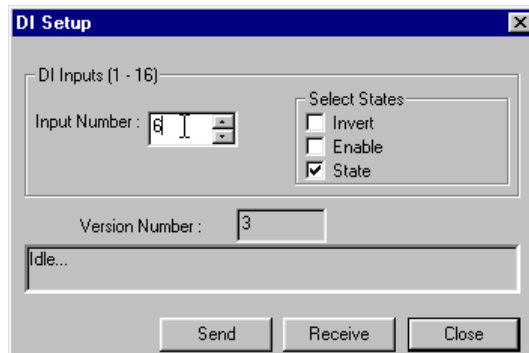 DI Setup
DI Inputs (1 - 16)
Input Number : 6
Select States
Invert
Enable
State
Version Number : 3
Idle...
Send Receive Close